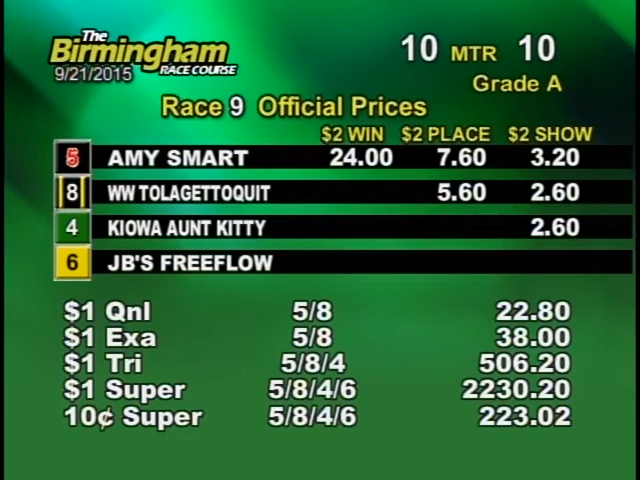 The
Birmingham
RACE COURSE
9/21/2015
10 MTR 10
Grade A
Race 9 Official Prices
$2 WIN $2 PLACE $2 SHOW
5 AMY SMART 24.00 7.60 3.20
8 WW TOLAGETTOQUIT 5.60 2.60
4 KIOWA AUNT KITTY 2.60
6 JB'S FREEFLOW
$1 Qnl 5/8 22.80
$1 Exa 5/8 38.00
$1 Tri 5/8/4 506.20
$1 Super 5/8/4/6 2230.20
10¢ Super 5/8/4/6 223.02